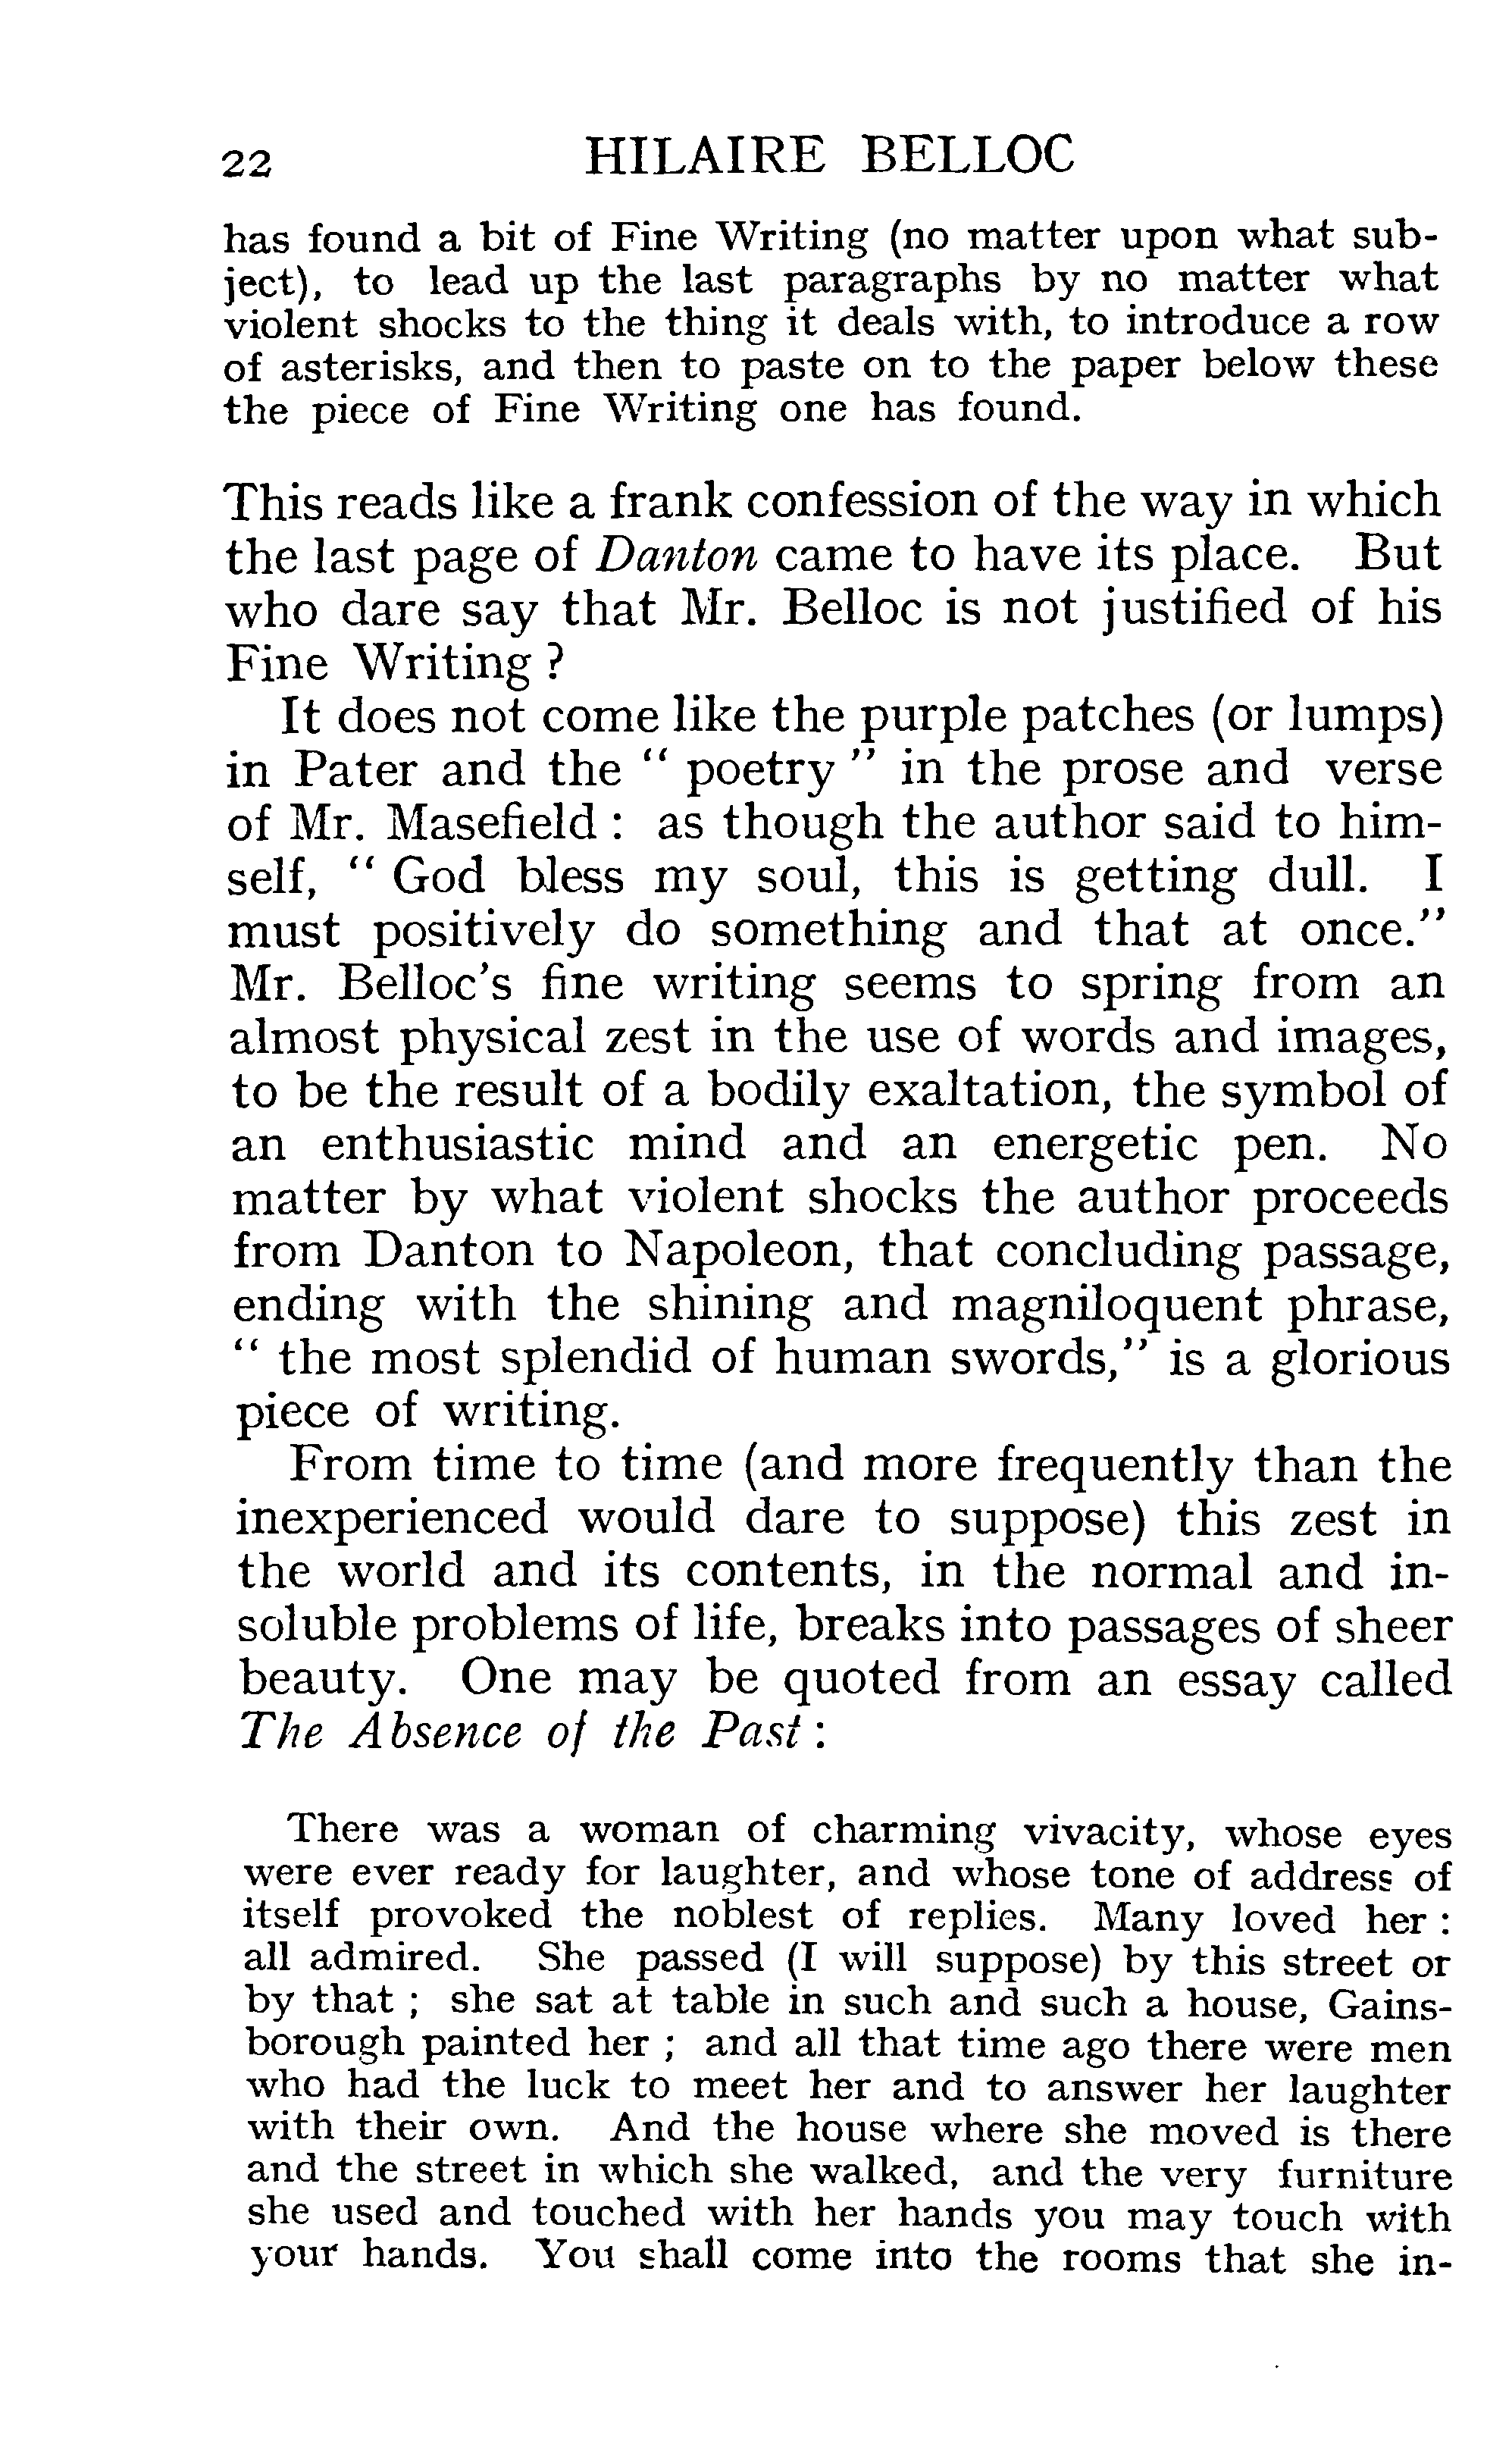 22 HILAIRE BELLOC
has found a bit of Fine Writing (no matter upon what sub-
ject), to lead up the last paragraphs by no matter what
violent shocks to the thing it deals with, to introduce a row
of asterisks, and then to paste on to the paper below these
the piece of Fine Writing one has found.
This reads like a frank confession of the way in which
the last page of Danton came to have its place. But
who dare say that Mr. Belloc is not justified of his
Fine Writing ?
It does not come like the purple patches (or lumps)
in Pater and the " poetry " in the prose and verse
of Mr. Masefield : as though the author said to him-
self, " God bless my soul, this is getting dull. I
must positively do something and that at once."
Mr. Belloc's fine writing seems to spring from an
almost physical zest in the use of words and images,
to be the result of a bodily exaltation, the symbol of
an enthusiastic mind and an energetic pen. No
matter by what violent shocks the author proceeds
from Danton to Napoleon, that concluding passage,
ending with the shining and magniloquent phrase,
" the most splendid of human swords," is a glorious
piece of writing.
From time to time (and more frequently than the
inexperienced would dare to suppose) this zest in
the world and its contents, in the normal and in-
soluble problems of life, breaks into passages of sheer
beauty. One may be quoted from an essay called
The Absence of the Past :
There was a woman of charming vivacity, whose eyes
were ever ready for laughter, and whose tone of address of
itself provoked the noblest of replies. Many loved her :
all admired. She passed (I will suppose) by this street or
by that ; she sat at table in such and such a house, Gains-
borough painted her ; and all that time ago there were men
who had the luck to meet her and to answer her laughter
with their own. And the house where she moved is there
and the street in which she walked, and the very furniture
she used and touched with her hands you may touch with
your hands. You shall come into the rooms that she in-